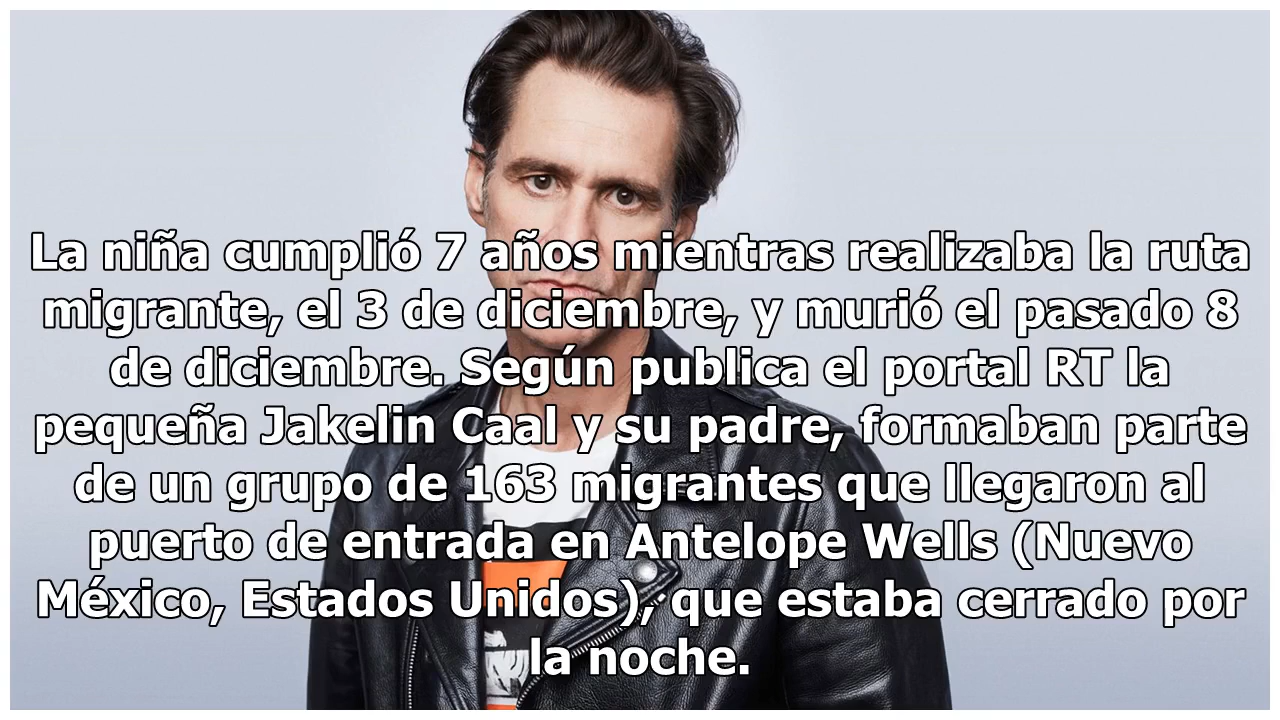 La niña cumplió 7 años mientras realizaba la ruta
migrante, el 3 de diciembre, y murió el pasado 8
de diciembre. Según publica el portal RT la
pequeña Jakelin Caal y su padre, formaban parte
de un grupo de 163 migrantes que llegaron al
puerto de entrada en Antelope Wells (Nuevo
México, Estados Unidos), que estaba cerrado por
la noche.